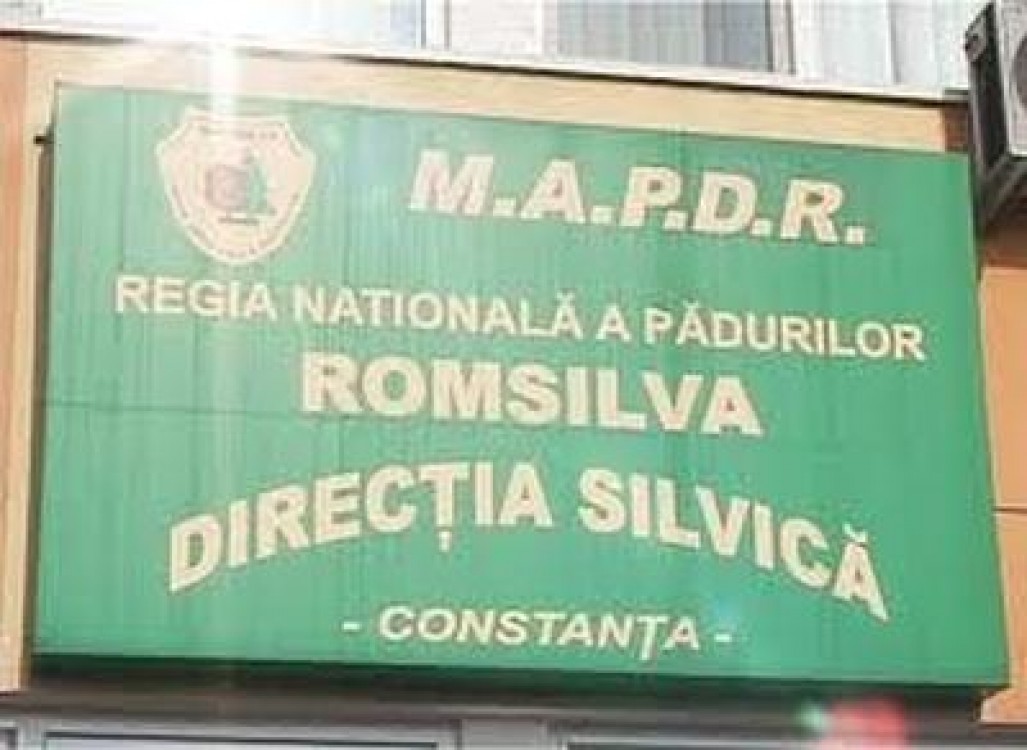 M.A.P.D.R.
REGIA NATIONALĂ A PĂDURILOR
ROMSILVA
DIRECȚIA SILVICĂ
- CONSTANȚA -